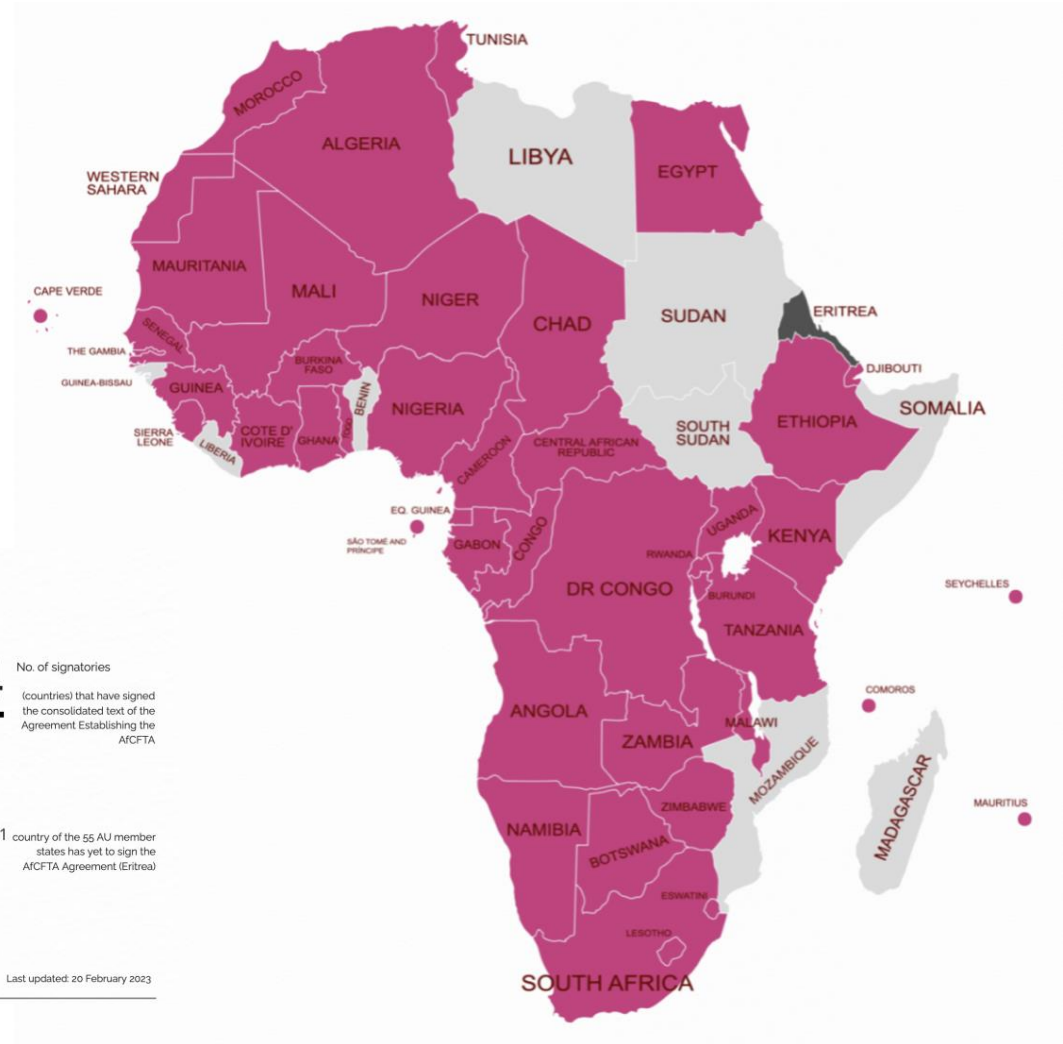 TUNISIA
MOROCCO
ALGERIA
LIBYA
EGYPT
WESTERN
SAHARA
MAURITANIA
MALI
NIGER
CHAD
SUDAN
ERITREA
CAPE VERDE
SENEGAL
THE GAMBIA
GUINEA-BISSAU
GUINEA
BURKINA
FASO
BENIN
NIGERIA
DJIBOUTI
SOMALIA
ETHIOPIA
SOUTH
SUDAN
SIERRA
LEONE
LIBERIA
COTE D'
IVOIRE
GHANA
TOGO
CAMEROON
CENTRAL AFRICAN
REPUBLIC
EQ. GUINEA
SÃO TOMÉ AND
PRÍNCIPE
GABON
CONGO
UGANDA
KENYA
RWANDA
DR CONGO
BURUNDI
TANZANIA
SEYCHELLES
COMOROS
ANGOLA
MALAWI
ZAMBIA
MOZAMBIQUE
MADAGASCAR
MAURITIUS
NAMIBIA
ZIMBABWE
BOTSWANA
ESWATINI
LESOTHO
SOUTH AFRICA
No. of signatories
(countries) that have signed
the consolidated text of the
Agreement Establishing the
AfCFTA
1 country of the 55 AU member
states has yet to sign the
AfCFTA Agreement (Eritrea)
Last updated: 20 February 2023